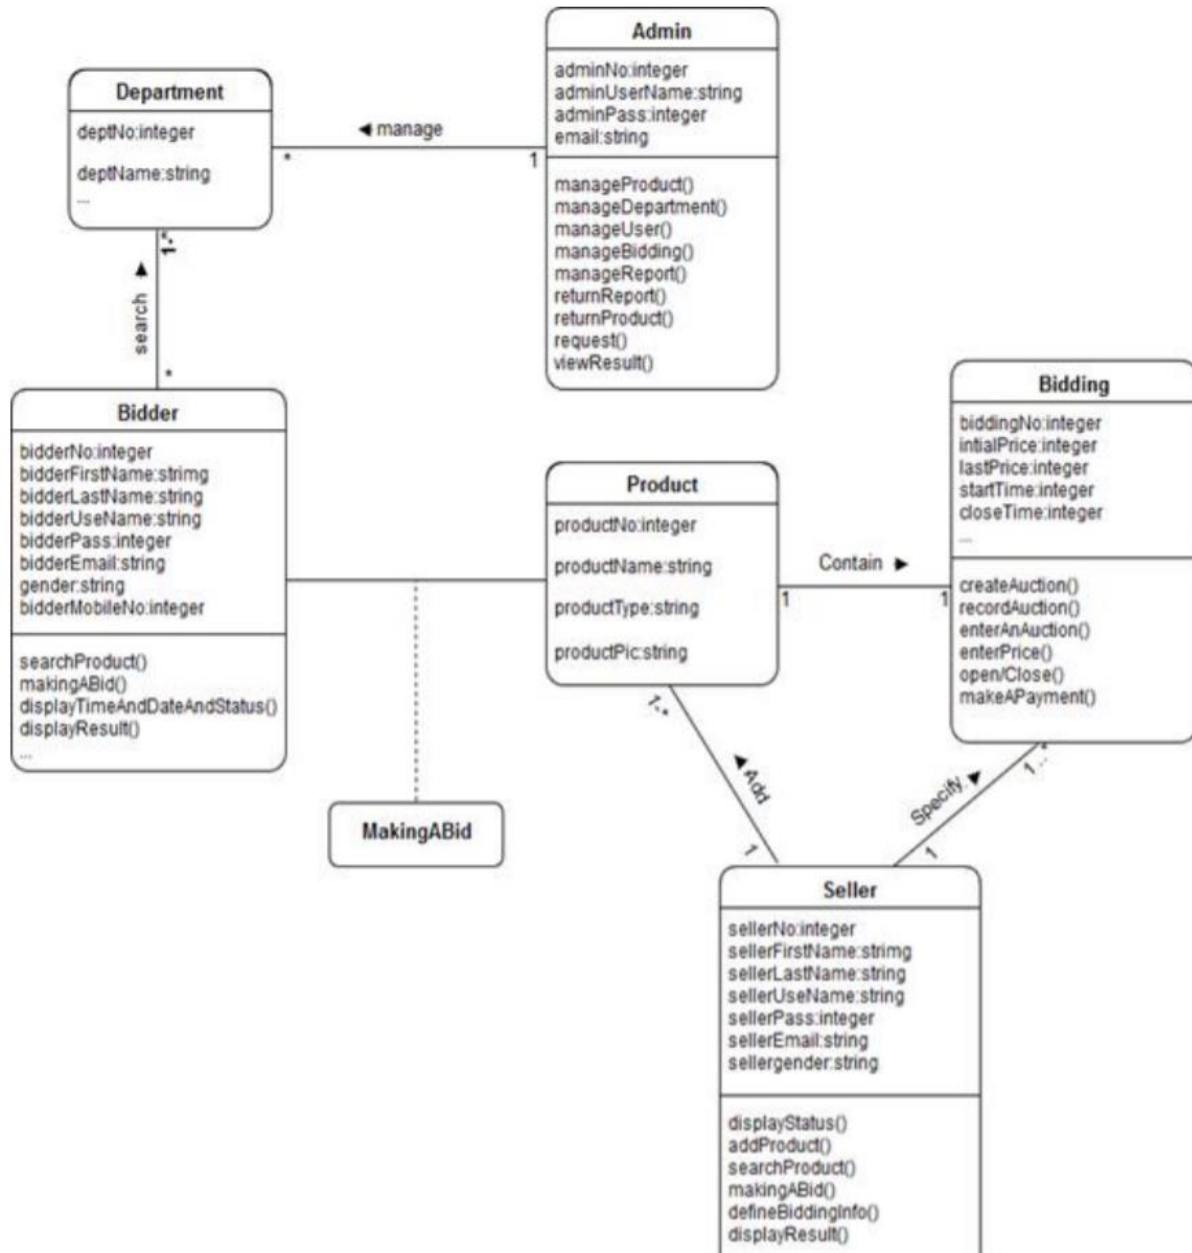 Admin
adminNo:integer
adminUserName:string
adminPass:integer
email:string
manageProduct()
manageDepartment()
manageUser()
manageBidding()
manageReport()
returnReport()
returnProduct()
request()
viewResult()
Department
deptNo:integer
deptName:string
...
◄ manage
*
1
1..*
search ►
*
Bidder
bidderNo:integer
bidderFirstName:strimg
bidderLastName:string
bidderUseName:string
bidderPass:integer
bidderEmail:string
gender:string
bidderMobileNo:integer
searchProduct()
makingABid()
displayTimeAndDateAndStatus()
displayResult()
...
MakingABid
Product
productNo:integer
productName:string
productType:string
productPic:string
Contain ►
1
1
Bidding
biddingNo:integer
intialPrice:integer
lastPrice:integer
startTime:integer
closeTime:integer
...
createAuction()
recordAuction()
enterAnAuction()
enterPrice()
open/Close()
makeAPayment()
1..*
◄ Add
1
1..*
Specify ►
1
Seller
sellerNo:integer
sellerFirstName:strimg
sellerLastName:string
sellerUseName:string
sellerPass:integer
sellerEmail:string
sellergender:string
displayStatus()
addProduct()
searchProduct()
makingABid()
defineBiddingInfo()
displayResult()